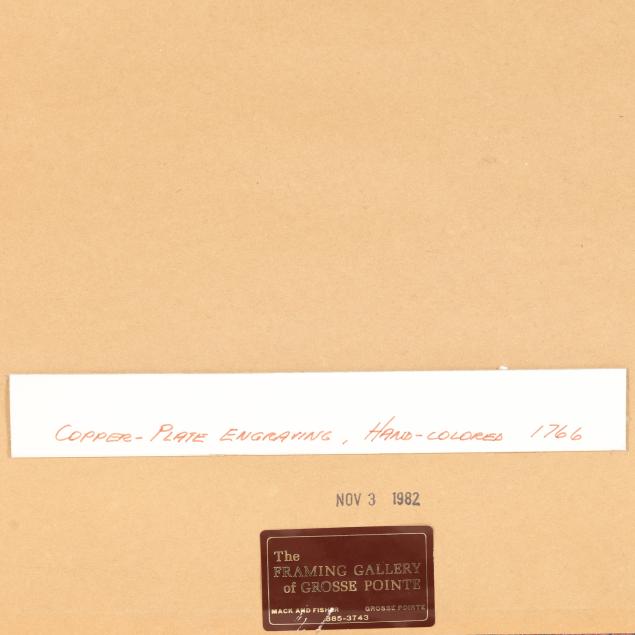 COPPER-PLATE ENGRAVING, HAND-COLORED 1766
NOV 3 1982
The
FRAMING GALLERY
of GROSSE POINTE
MACK AND FISHER GROSSE POINTE
885-3743